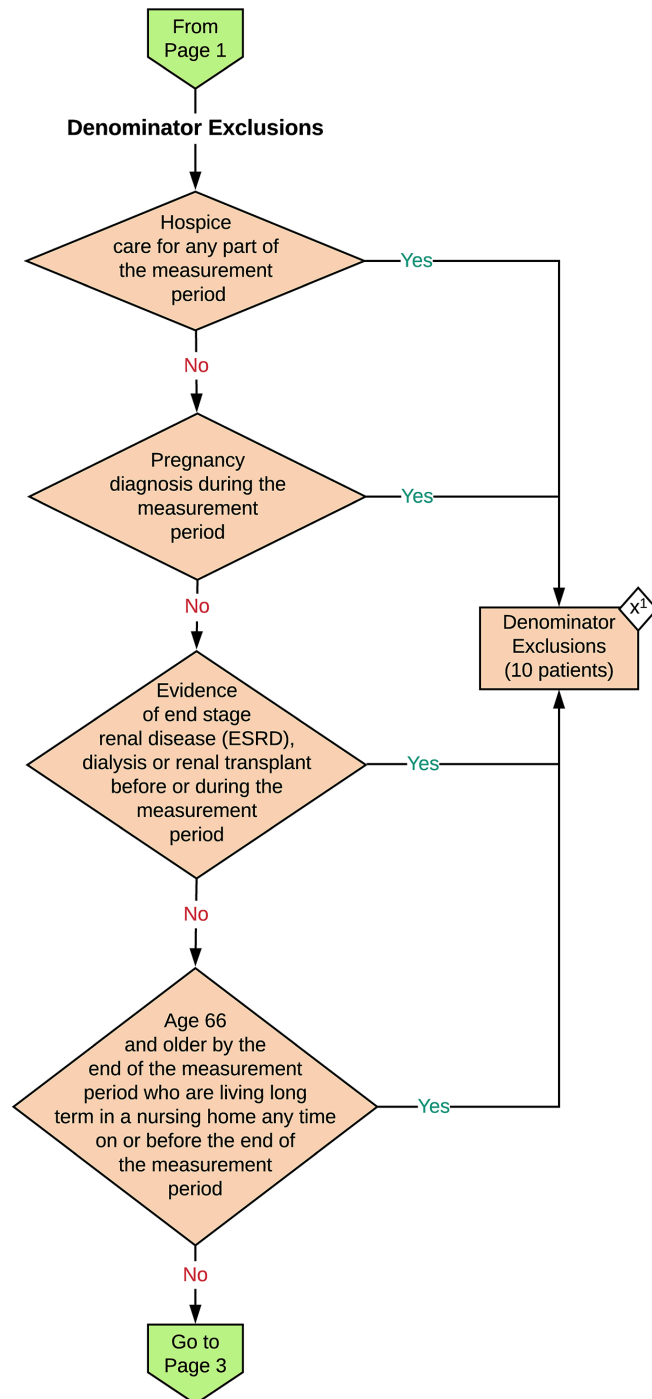 From
Page 1
Denominator Exclusions
Hospice
care for any part of
the measurement
period
Yes
No
Pregnancy
diagnosis during the
measurement
period
Yes
No
x¹
Denominator
Exclusions
(10 patients)
Evidence
of end stage
renal disease (ESRD),
dialysis or renal transplant
before or during the
measurement
period
Yes
No
Age 66
and older by the
end of the measurement
period who are living long
term in a nursing home any time
on or before the end of
the measurement
period
Yes
No
Go to
Page 3